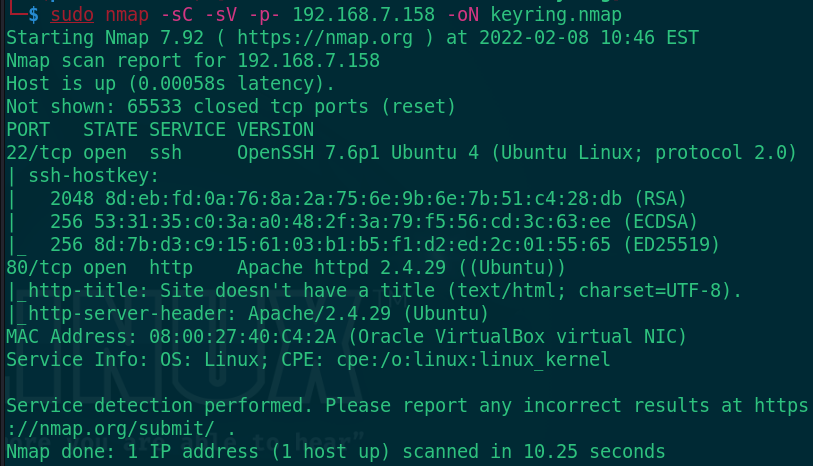 └─$ sudo nmap -sC -sV -p- 192.168.7.158 -oN keyring.nmap
Starting Nmap 7.92 ( https://nmap.org ) at 2022-02-08 10:46 EST
Nmap scan report for 192.168.7.158
Host is up (0.00058s latency).
Not shown: 65533 closed tcp ports (reset)
PORT   STATE SERVICE VERSION
22/tcp open  ssh     OpenSSH 7.6p1 Ubuntu 4 (Ubuntu Linux; protocol 2.0)
| ssh-hostkey:
|   2048 8d:eb:fd:0a:76:8a:2a:75:6e:9b:6e:7b:51:c4:28:db (RSA)
|   256 53:31:35:c0:3a:a0:48:2f:3a:79:f5:56:cd:3c:63:ee (ECDSA)
|_  256 8d:7b:d3:c9:15:61:03:b1:b5:f1:d2:ed:2c:01:55:65 (ED25519)
80/tcp open  http    Apache httpd 2.4.29 ((Ubuntu))
|_http-title: Site doesn't have a title (text/html; charset=UTF-8).
|_http-server-header: Apache/2.4.29 (Ubuntu)
MAC Address: 08:00:27:40:C4:2A (Oracle VirtualBox virtual NIC)
Service Info: OS: Linux; CPE: cpe:/o:linux:linux_kernel
Service detection performed. Please report any incorrect results at https
://nmap.org/submit/ .
Nmap done: 1 IP address (1 host up) scanned in 10.25 seconds